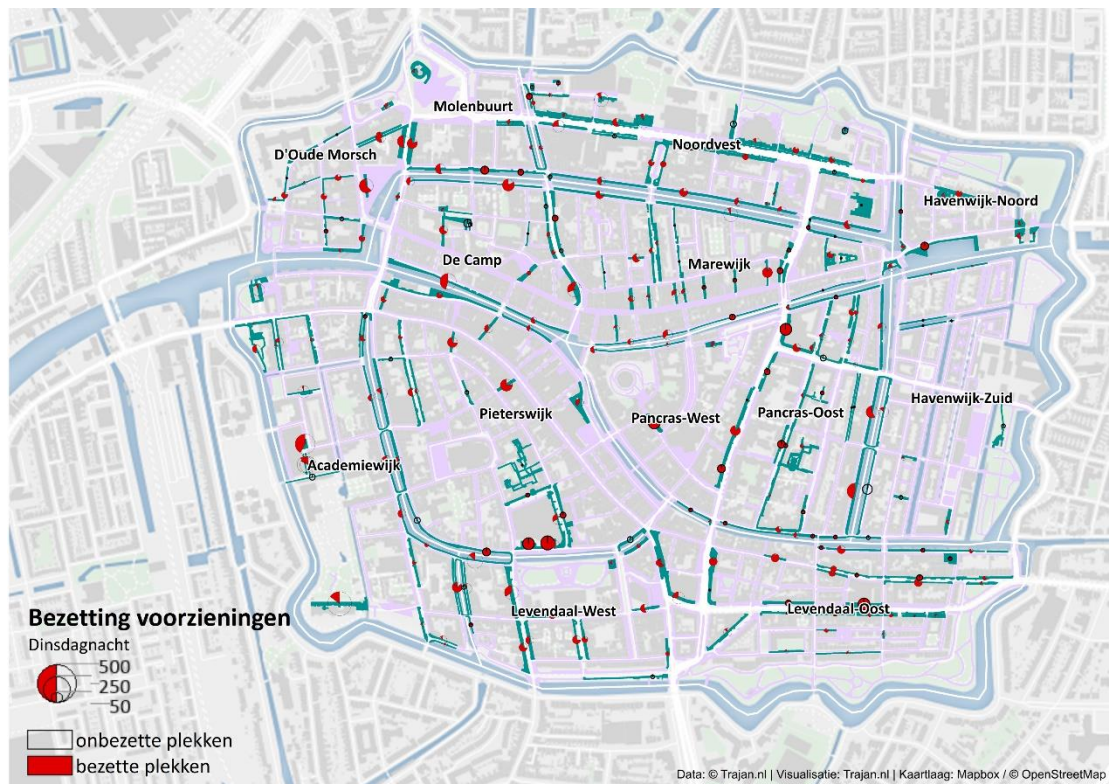 Molenbuurt
D'Oude Morsch
Noordvest
Havenwijk-Noord
De Camp
Marewijk
Havenwijk-Zuid
Pieterswijk
Pancras-West
Pancras-Oost
Academiewijk
Levendaal-West
Levendaal-Oost
Bezetting voorzieningen
Dinsdagnacht
500
250
50
onbezette plekken
bezette plekken
Data: © Trajan.nl | Visualisatie: Trajan.nl | Kaartlaag: Mapbox / © OpenStreetMap